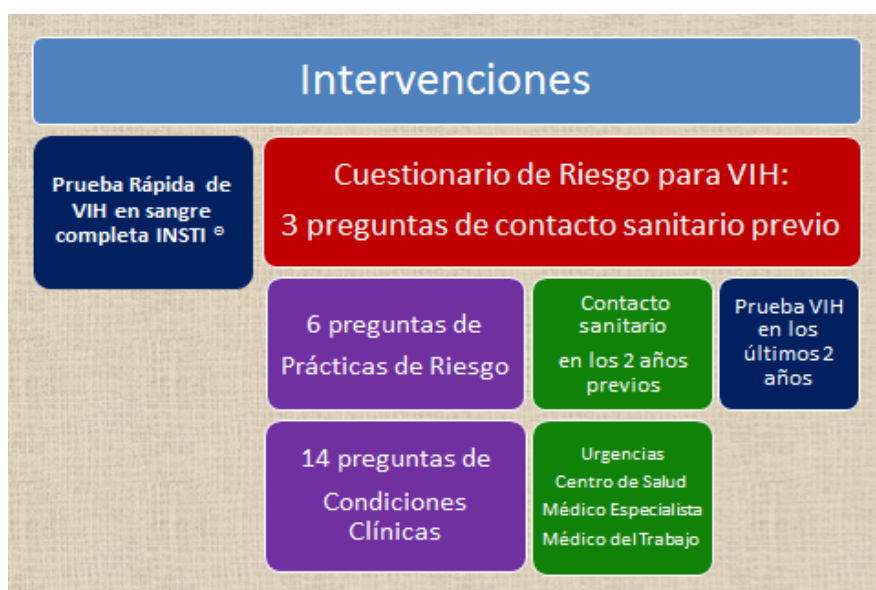 Intervenciones
Prueba Rápida de
VIH en sangre
completa INSTI ®
Cuestionario de Riesgo para VIH:
3 preguntas de contacto sanitario previo
6 preguntas de
Prácticas de Riesgo
Contacto
sanitario
en los 2 años
previos
Prueba VIH
en los
últimos 2
años
14 preguntas de
Condiciones
Clínicas
Urgencias
Centro de Salud
Médico Especialista
Médico del Trabajo